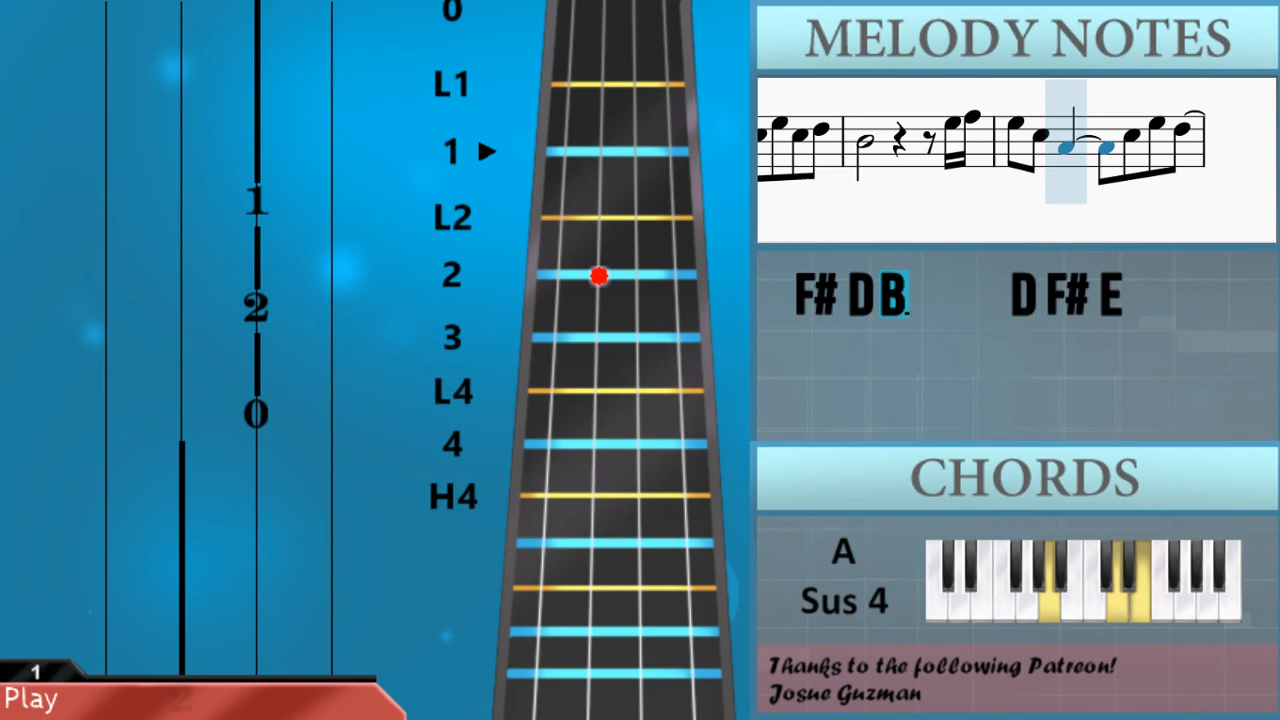 0
L1
1
L2
2
3
L4
4
H4
1
2
0
1
Play
MELODY NOTES
F# D B. D F# E
CHORDS
A
Sus 4
Thanks to the following Patreon!
Josue Guzman